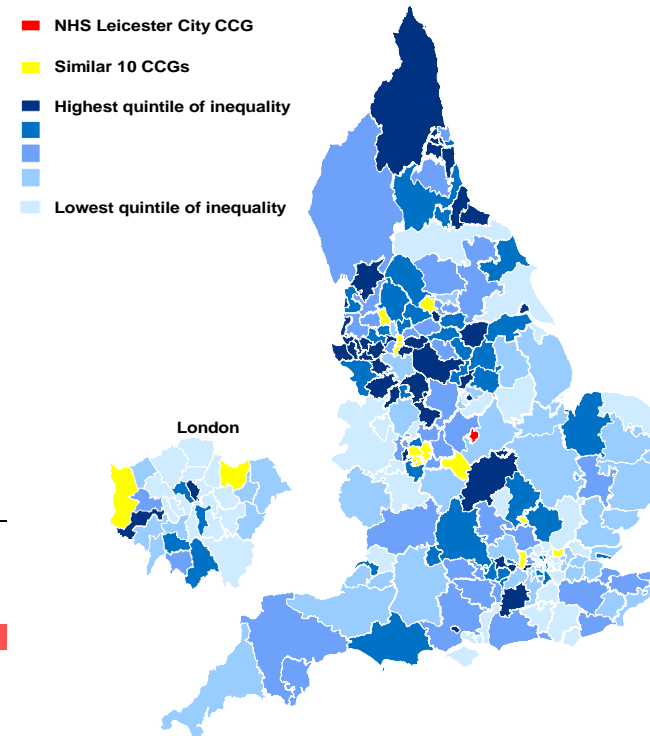 NHS Leicester City CCG
Similar 10 CCGs
Highest quintile of inequality
Lowest quintile of inequality
London